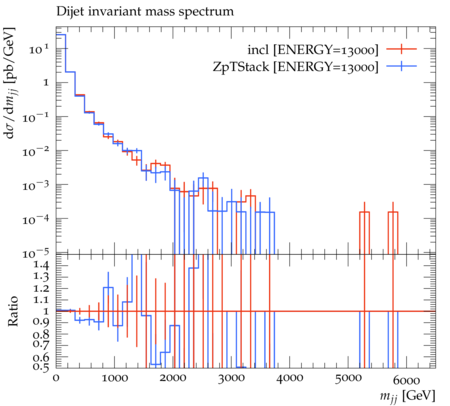 Dijet invariant mass spectrum
incl [ENERGY=13000]
ZpTStack [ENERGY=13000]
dσ/dm_jj [pb/GeV]
10^1
1
10^−1
10^−2
10^−3
10^−4
10^−5
Ratio
1.4
1.3
1.2
1.1
1
0.9
0.8
0.7
0.6
0.5
0 1000 2000 3000 4000 5000 6000
m_jj [GeV]